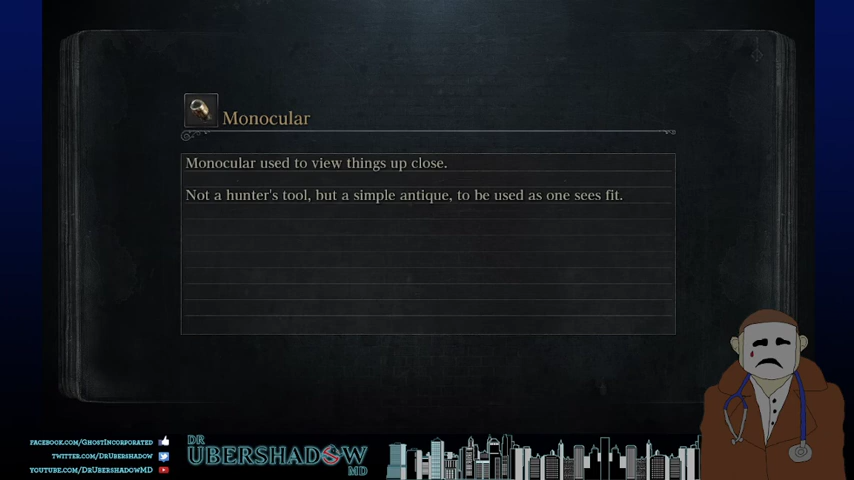 Monocular
Monocular used to view things up close.
Not a hunter's tool, but a simple antique, to be used as one sees fit.
FACEBOOK.COM/GHOSTINCORPORATED
TWITTER.COM/DRUBERSHADOW
YOUTUBE.COM/DRUBERSHADOWMD
DR
UBERSHADOW
MD